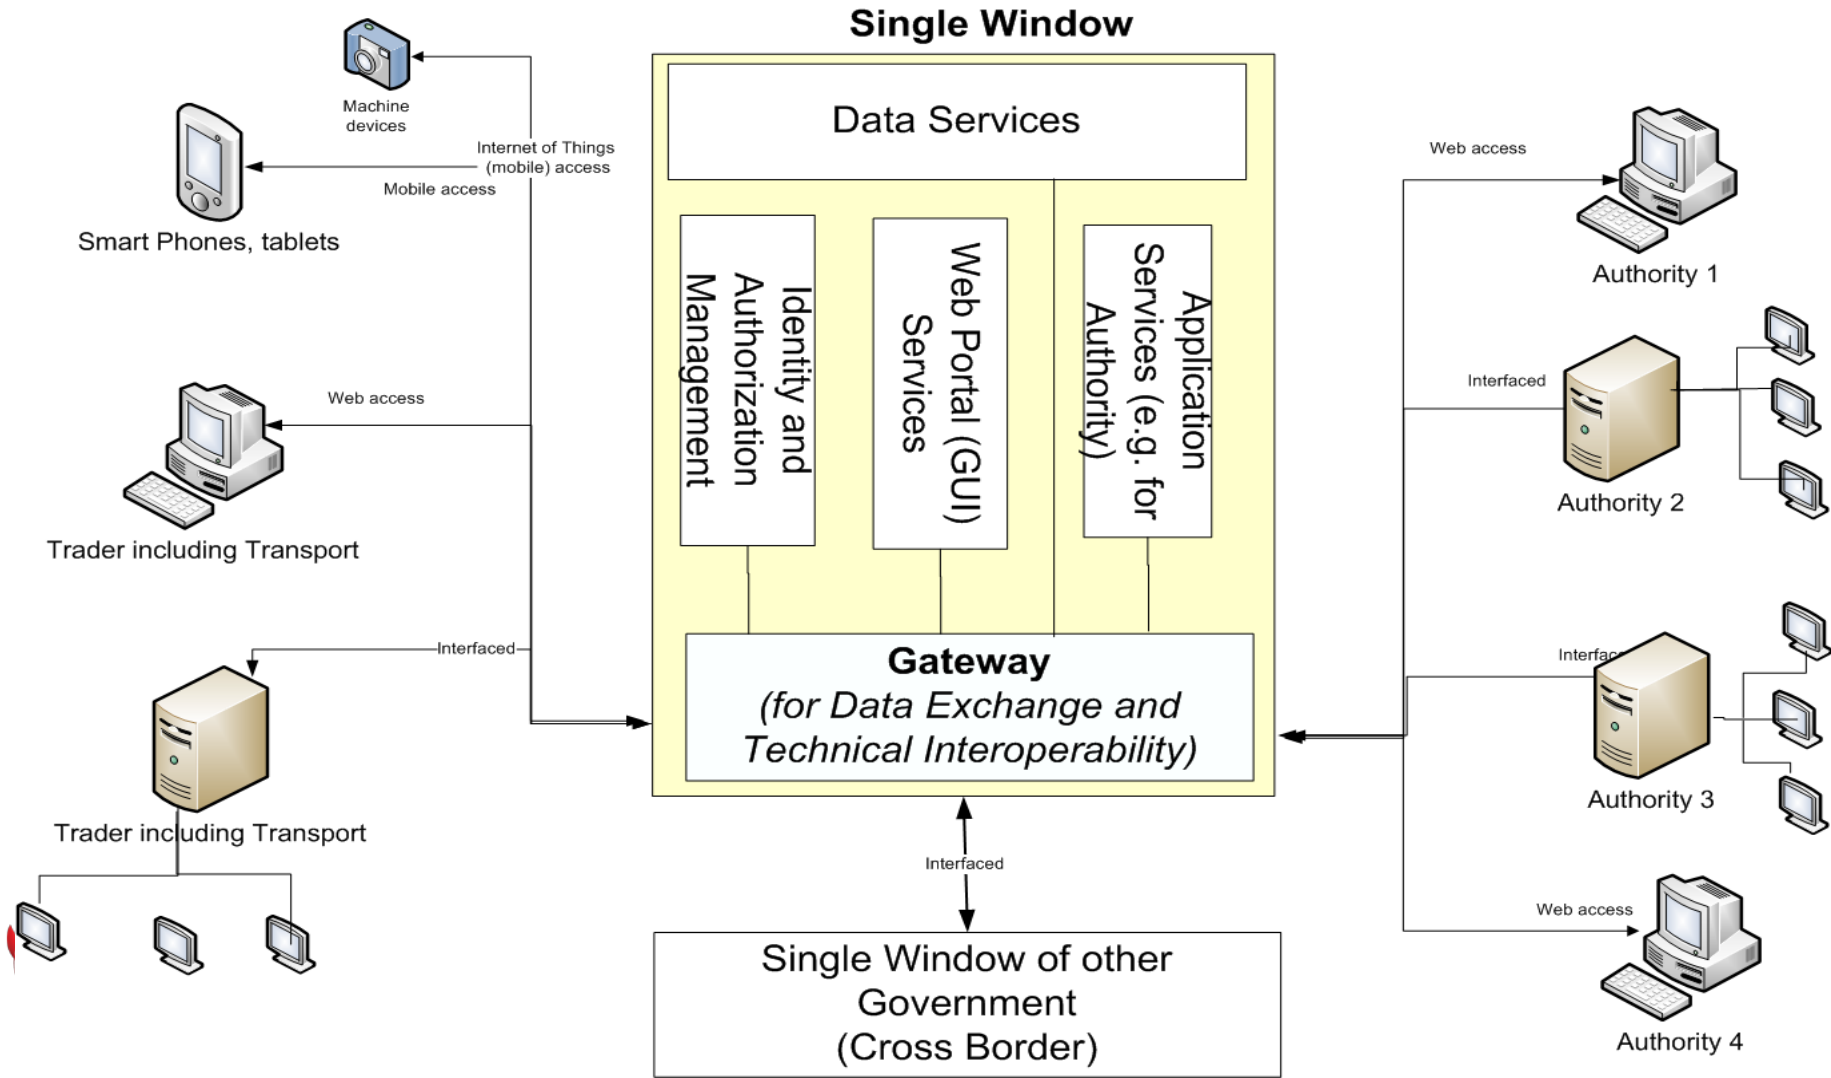 Single Window
Data Services
Identity and
Authorization
Management
Web Portal (GUI)
Services
Application
Services (e.g. for
Authority)
Gateway
(for Data Exchange and
Technical Interoperability)
Interfaced
Single Window of other
Government
(Cross Border)
Machine
devices
Internet of Things
(mobile) access
Mobile access
Smart Phones, tablets
Web access
Trader including Transport
Interfaced
Trader including Transport
Web access
Authority 1
Interfaced
Authority 2
Authority 3
Web access
Authority 4